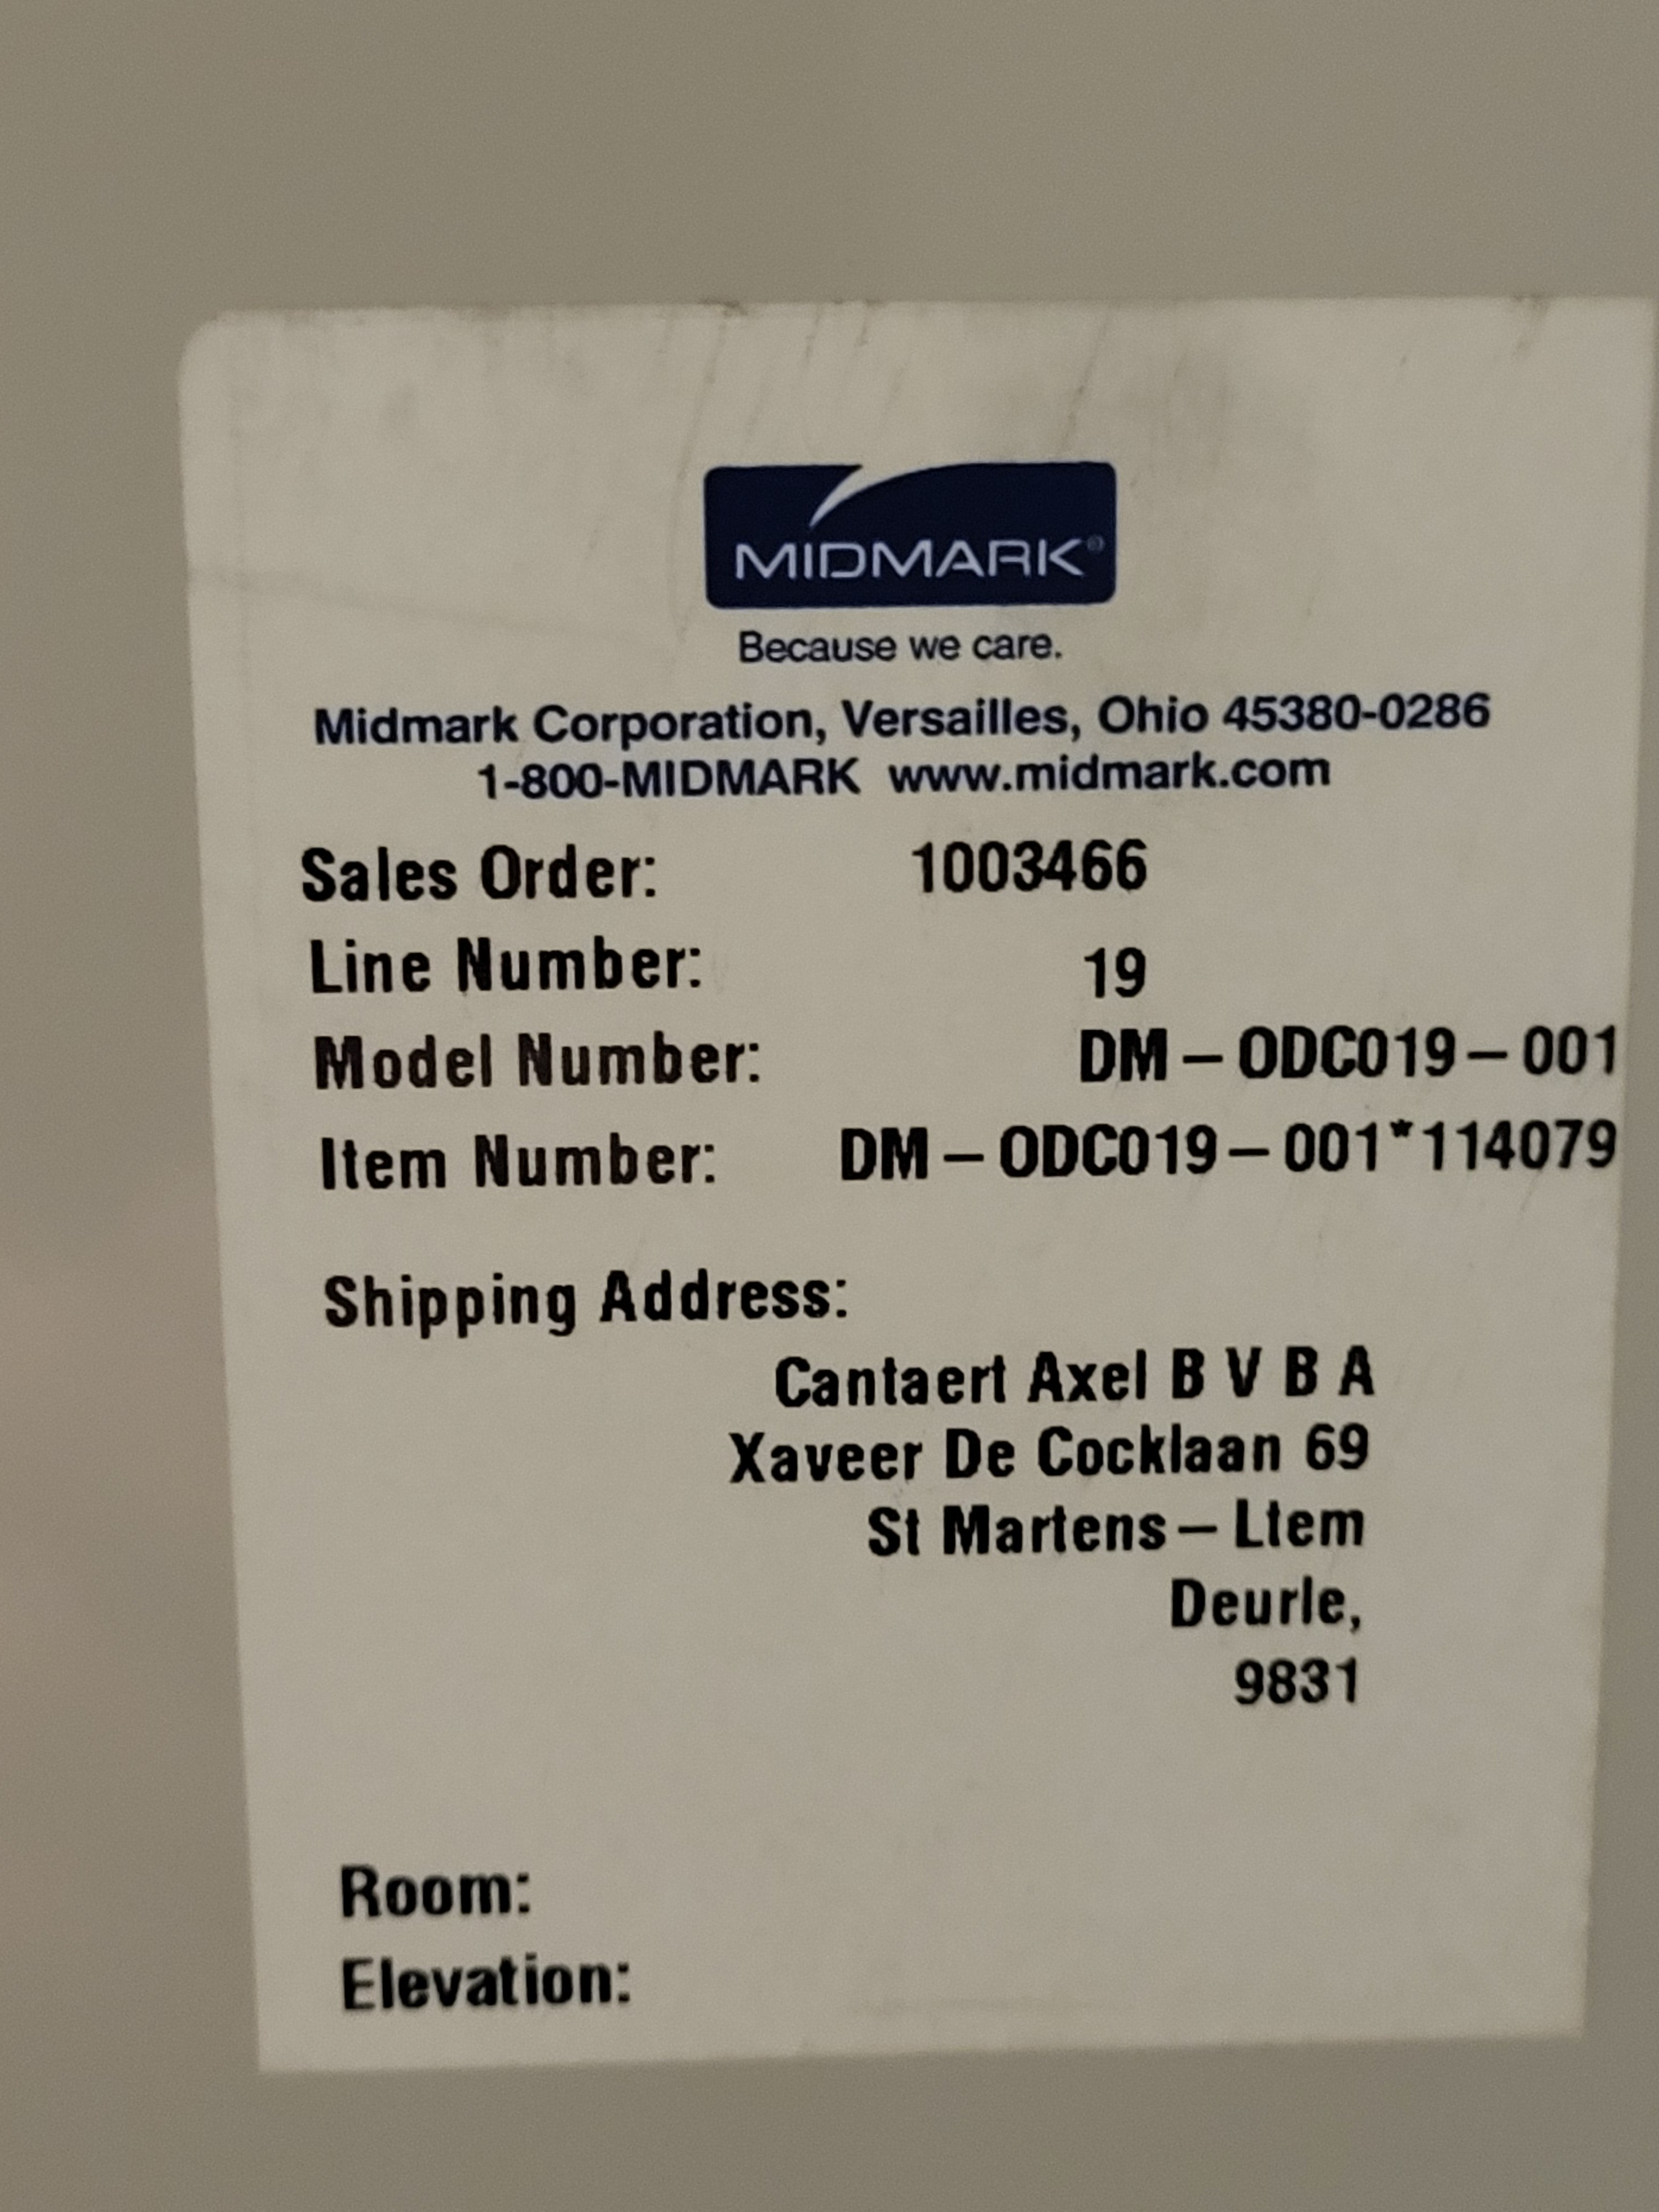 MIDMARK®
Because we care.
Midmark Corporation, Versailles, Ohio 45380-0286
1-800-MIDMARK www.midmark.com
Sales Order: 1003466
Line Number: 19
Model Number: DM-ODC019-001
Item Number: DM-ODC019-001*114079
Shipping Address:
Cantaert Axel B V B A
Xaveer De Cocklaan 69
St Martens-Ltem
Deurle,
9831
Room:
Elevation: